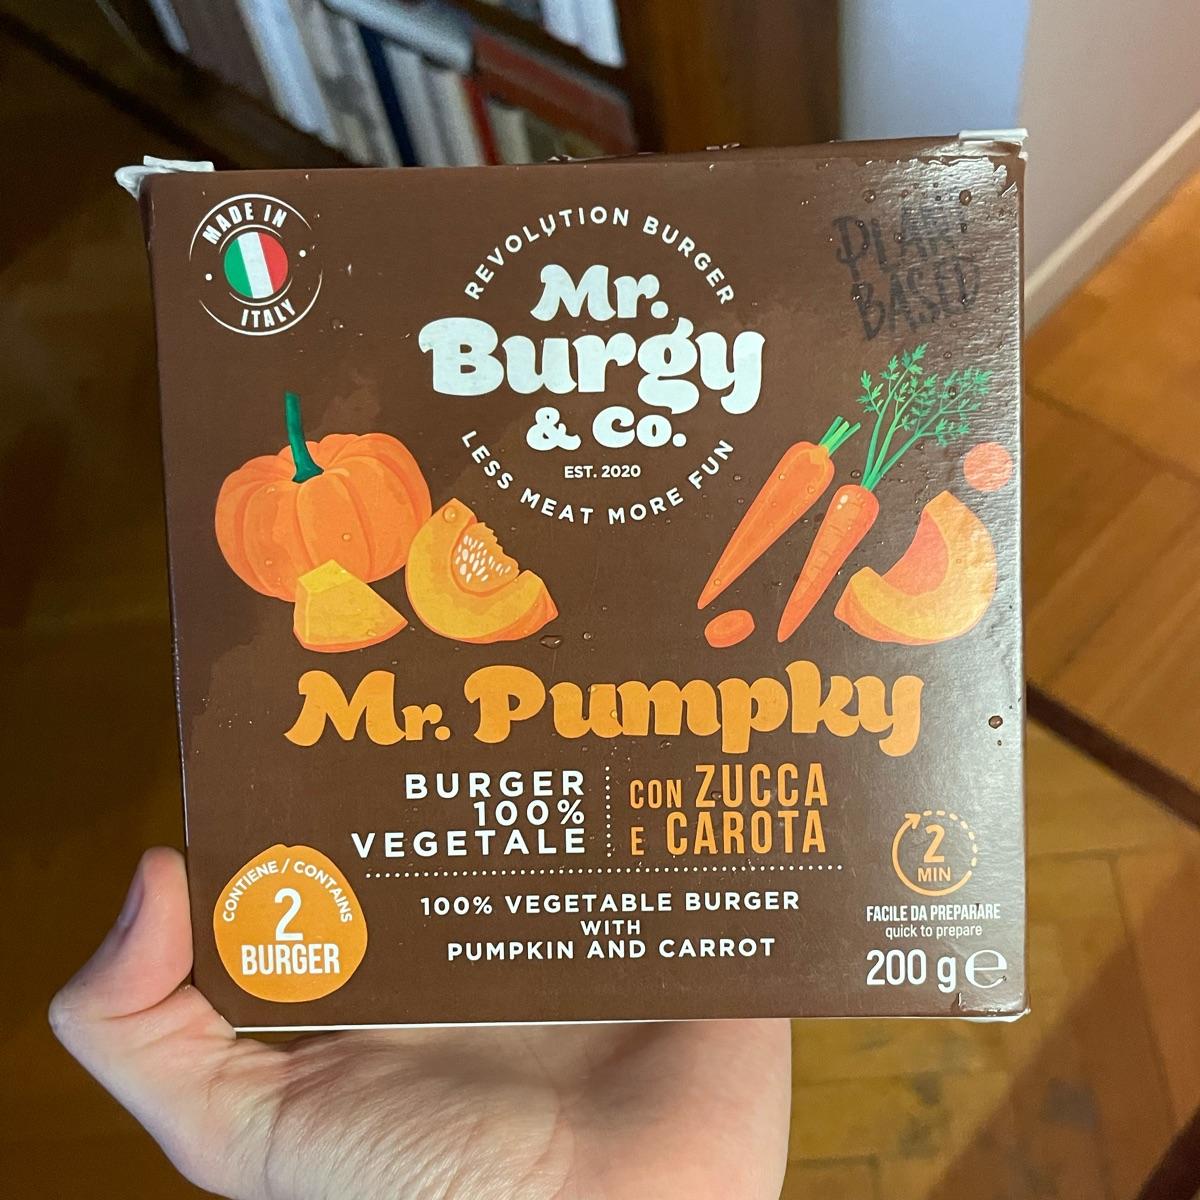 MADE IN
ITALY
REVOLUTION BURGER
Mr.
Burgy
& Co.
EST. 2020
LESS MEAT MORE FUN
PLANT
BASED
Mr. Pumpky
BURGER
100%
VEGETALE
CON ZUCCA
E CAROTA
100% VEGETABLE BURGER
WITH
PUMPKIN AND CARROT
CONTIENE / CONTAINS
2
BURGER
2
MIN
FACILE DA PREPARARE
quick to prepare
200 g ℮